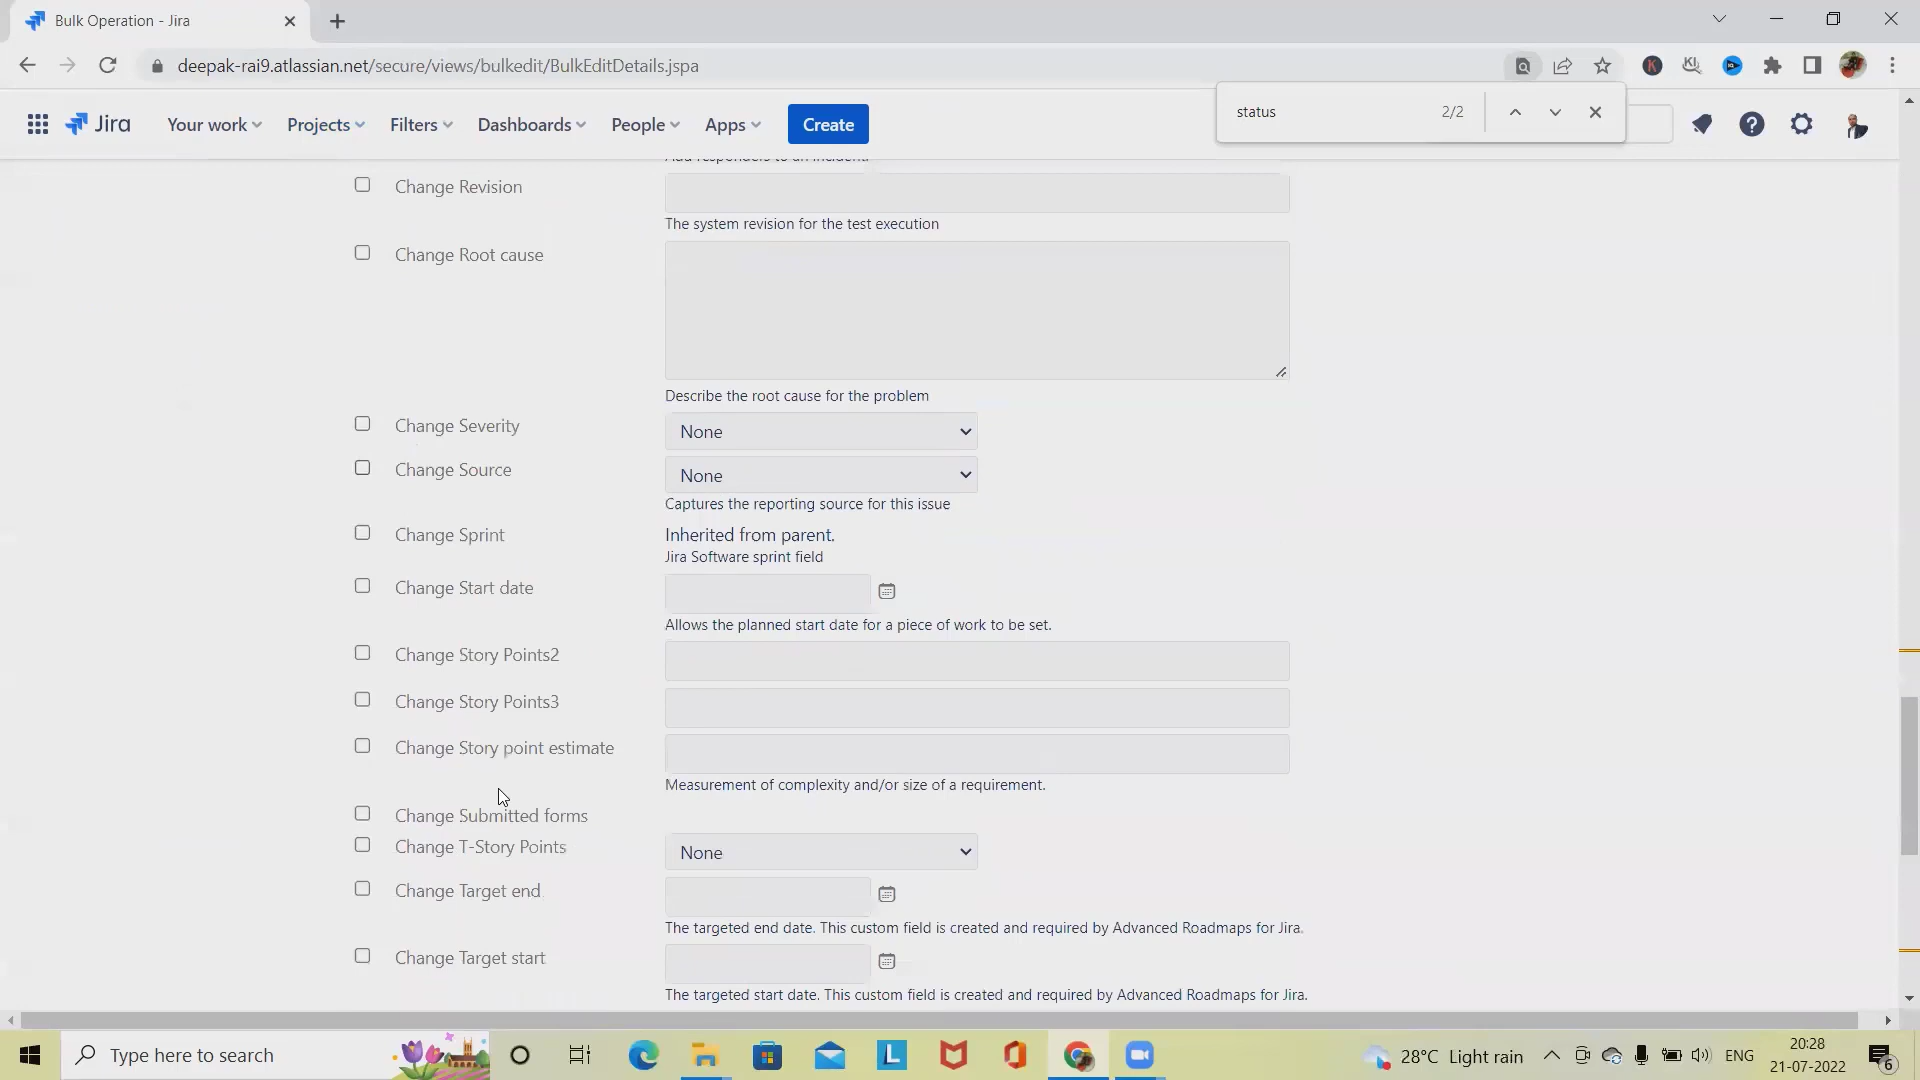 Bulk Operation - Jira
deepak-rai9.atlassian.net/secure/views/bulkedit/BulkEditDetails.jspa
status
2/2
Jira
Your work
Projects
Filters
Dashboards
People
Apps
Create
Add responders to an incident.
Change Revision
The system revision for the test execution
Change Root cause
Describe the root cause for the problem
Change Severity
None
Change Source
None
Captures the reporting source for this issue
Change Sprint
Inherited from parent.
Jira Software sprint field
Change Start date
Allows the planned start date for a piece of work to be set.
Change Story Points2
Change Story Points3
Change Story point estimate
Measurement of complexity and/or size of a requirement.
Change Submitted forms
Change T-Story Points
None
Change Target end
The targeted end date. This custom field is created and required by Advanced Roadmaps for Jira.
Change Target start
The targeted start date. This custom field is created and required by Advanced Roadmaps for Jira.
Type here to search
L
28°C Light rain
ENG
20:28
21-07-2022
6